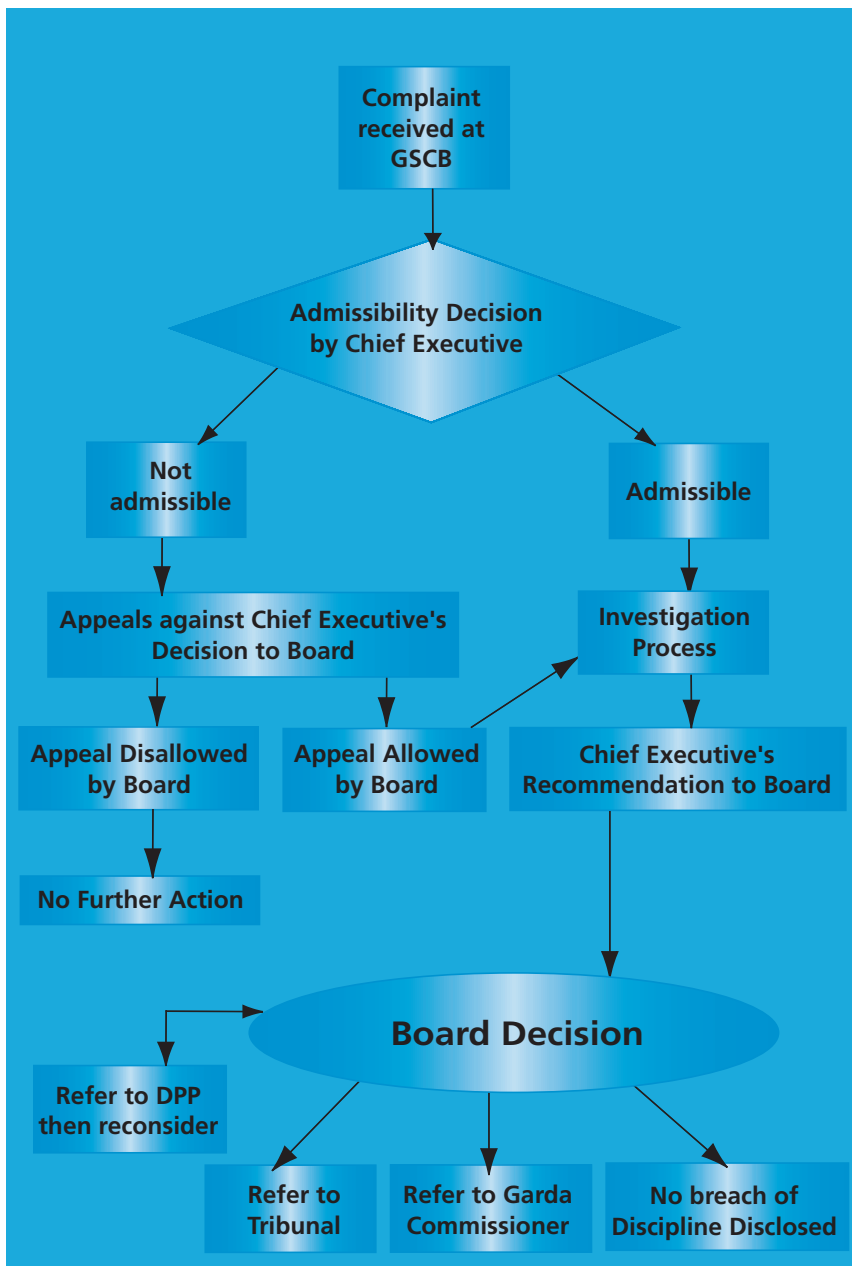 Complaint
received at
GSCB
Admissibility Decision
by Chief Executive
Not
admissible
Admissible
Appeals against Chief Executive's
Decision to Board
Investigation
Process
Appeal Disallowed
by Board
Appeal Allowed
by Board
Chief Executive's
Recommendation to Board
No Further Action
Board Decision
Refer to DPP
then reconsider
Refer to
Tribunal
Refer to Garda
Commissioner
No breach of
Discipline Disclosed